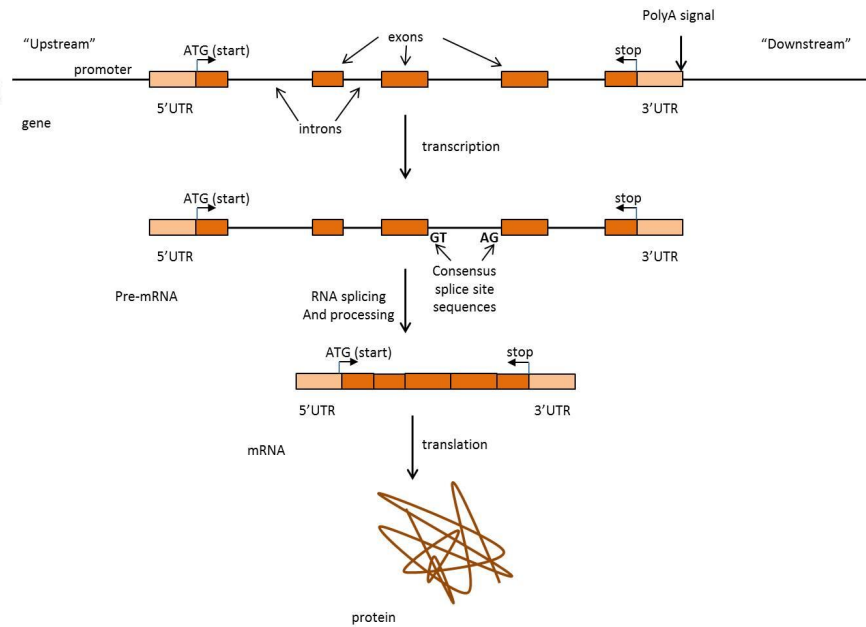 PolyA signal
"Upstream"
ATG (start)
exons
stop
"Downstream"
promoter
5'UTR
3'UTR
gene
introns
transcription
ATG (start)
stop
GT
AG
5'UTR
3'UTR
Consensus
splice site
sequences
Pre-mRNA
RNA splicing
And processing
ATG (start)
stop
5'UTR
3'UTR
mRNA
translation
protein